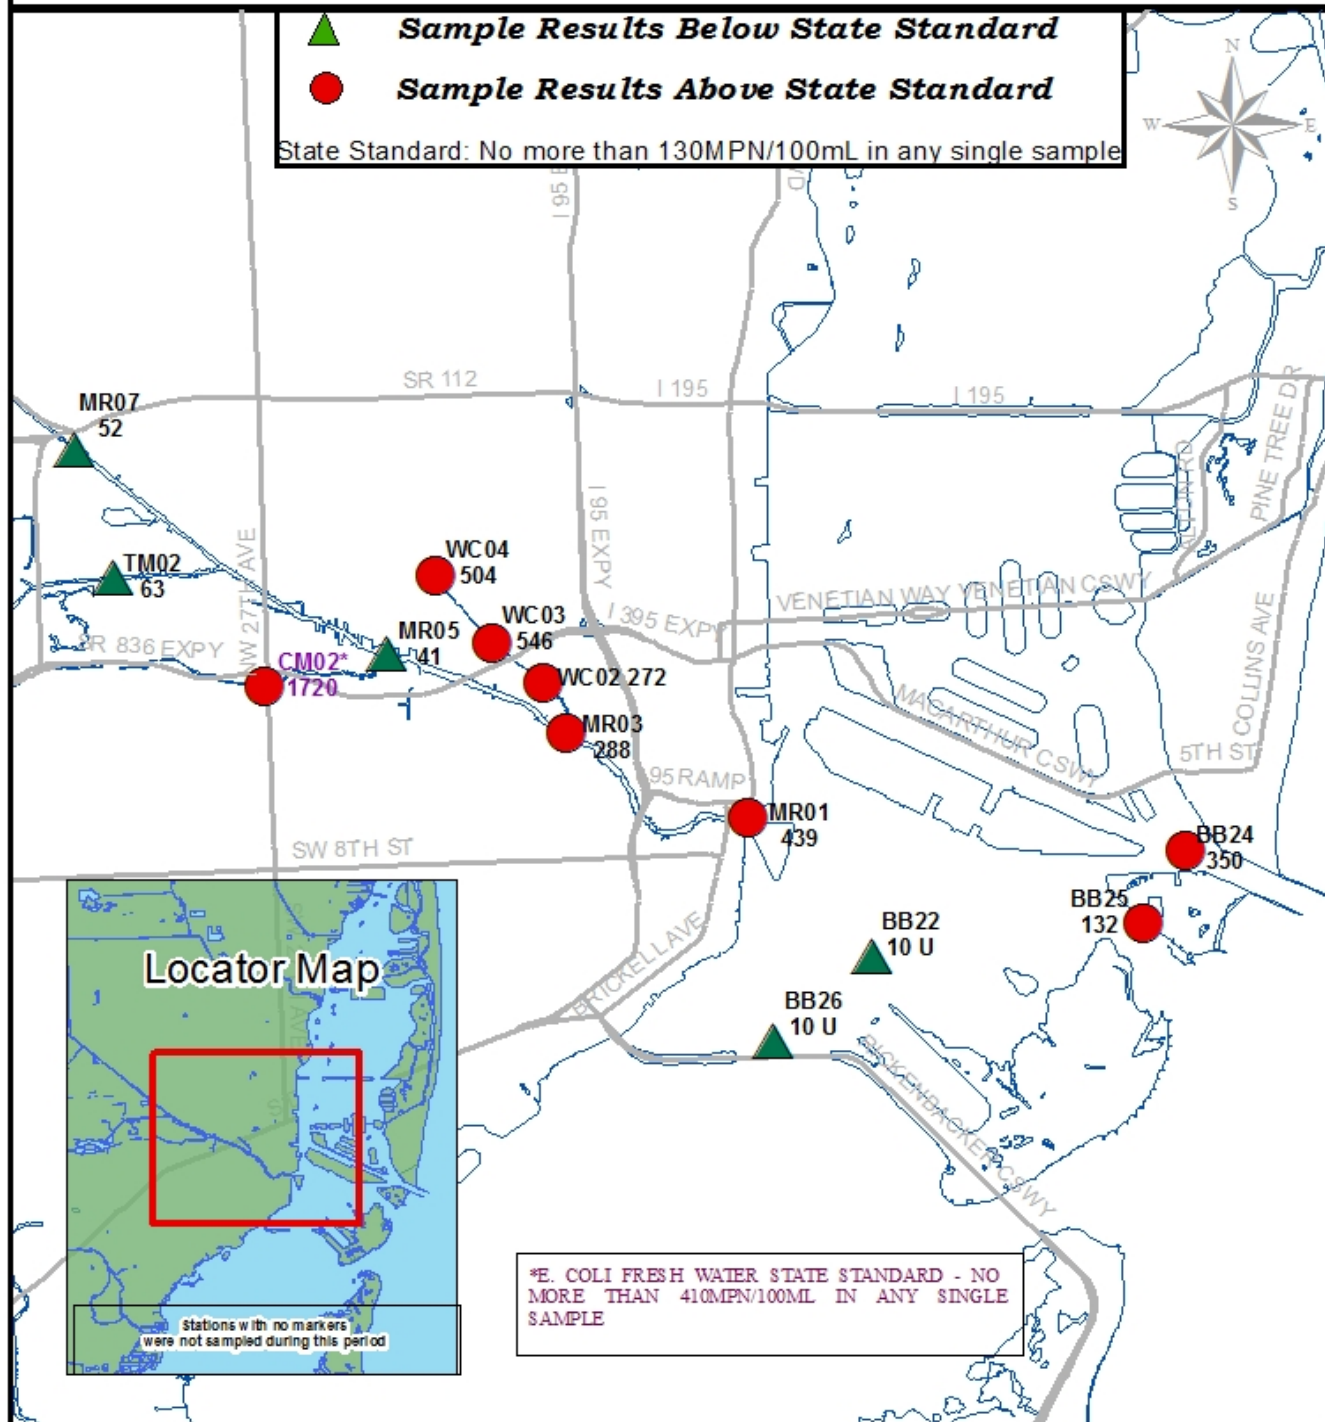 Sample Results Below State Standard
Sample Results Above State Standard
State Standard: No more than 130MPN/100mL in any single sample
N
W
E
S
I 95 E
SR 112
I 195
I 195
MR07
52
PINE TREE DR
I 95 EXPY
NW 27TH AVE
WC04
504
TM02
63
VENETIAN WAY VENETIAN CSWY
WC03
546
I 395 EXPY
MR05
41
SR 836 EXPY
CM02*
1720
WC02 272
COLLINS AVE
MACARTHUR CSWY
MR03
288
5TH ST
95 RAMP
MR01
439
BB24
350
SW 8TH ST
BB25
132
BB22
10 U
BRICKELL AVE
Locator Map
BB26
10 U
RICKENBACKER CSWY
*E. COLI FRESH WATER STATE STANDARD - NO
MORE THAN 410MPN/100ML IN ANY SINGLE
SAMPLE
Stations with no markers
were not sampled during this period